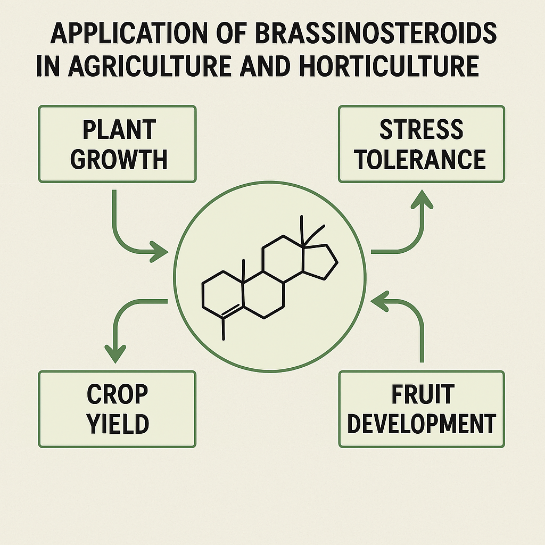 APPLICATION OF BRASSINOSTEROIDS
IN AGRICULTURE AND HORTICULTURE
PLANT
GROWTH
STRESS
TOLERANCE
CROP
YIELD
FRUIT
DEVELOPMENT